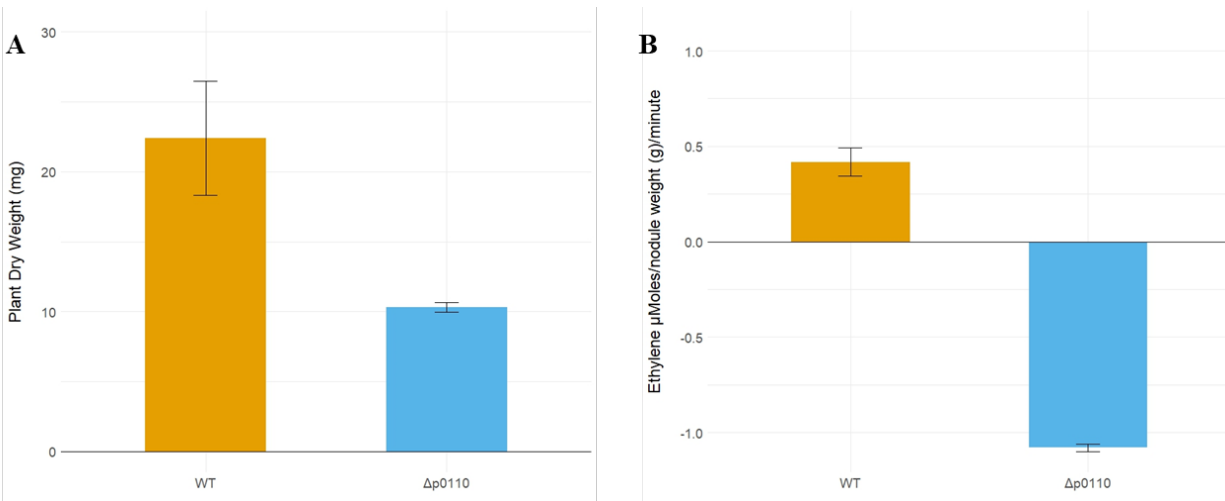 A
Plant Dry Weight (mg)
30
20
10
0
WT
Δp0110
B
Ethylene µMoles/nodule weight (g)/minute
1.0
0.5
0.0
-0.5
-1.0
WT
Δp0110